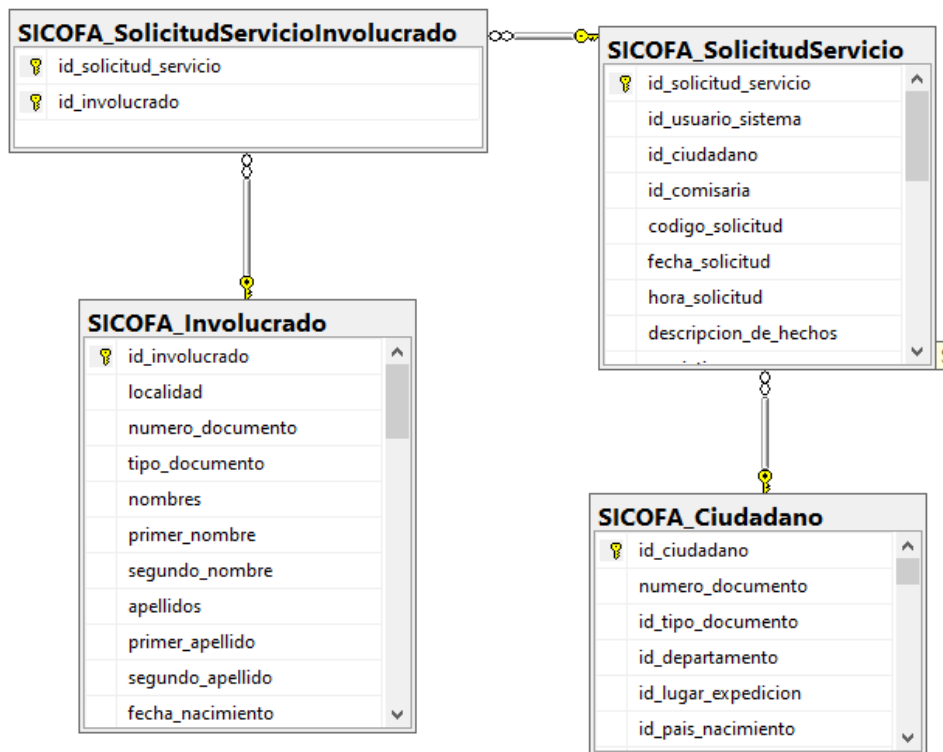 SICOFA_SolicitudServicioInvolucrado
id_solicitud_servicio
id_involucrado
SICOFA_SolicitudServicio
id_solicitud_servicio
id_usuario_sistema
id_ciudadano
id_comisaria
codigo_solicitud
fecha_solicitud
hora_solicitud
descripcion_de_hechos
SICOFA_Involucrado
id_involucrado
localidad
numero_documento
tipo_documento
nombres
primer_nombre
segundo_nombre
apellidos
primer_apellido
segundo_apellido
fecha_nacimiento
SICOFA_Ciudadano
id_ciudadano
numero_documento
id_tipo_documento
id_departamento
id_lugar_expedicion
id_pais_nacimiento